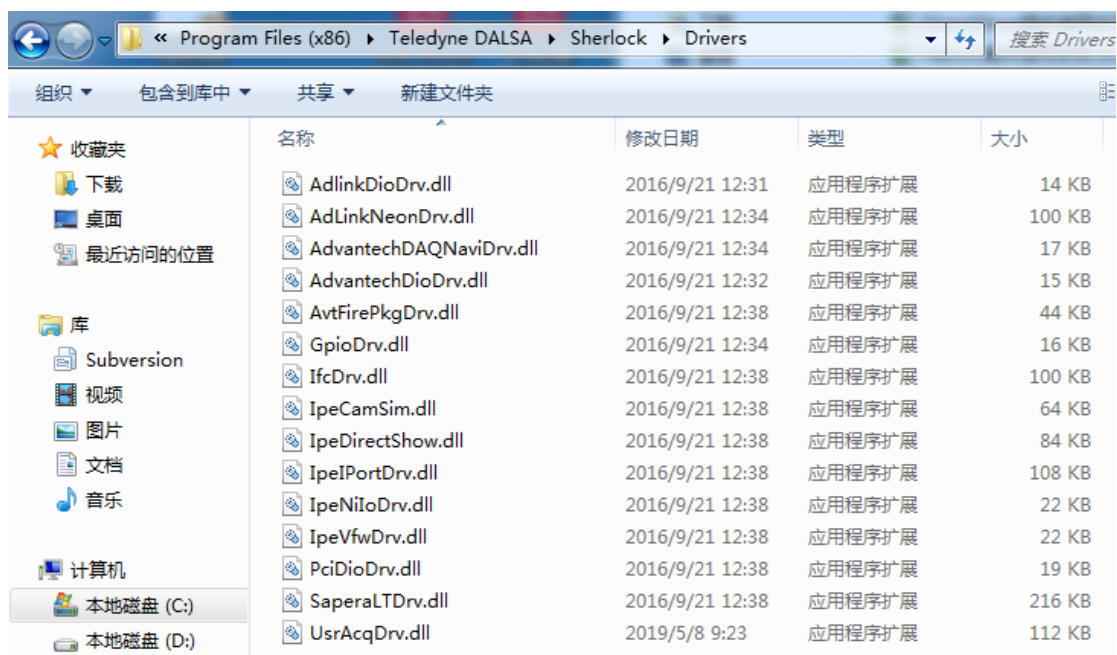 « Program Files (x86) ▸ Teledyne DALSA ▸ Sherlock ▸ Drivers
搜索 Drivers
组织 包含到库中 共享 新建文件夹
收藏夹
下载
桌面
最近访问的位置
库
Subversion
视频
图片
文档
音乐
计算机
本地磁盘 (C:)
本地磁盘 (D:)
名称 修改日期 类型 大小
AdlinkDioDrv.dll 2016/9/21 12:31 应用程序扩展 14 KB
AdLinkNeonDrv.dll 2016/9/21 12:34 应用程序扩展 100 KB
AdvantechDAQNaviDrv.dll 2016/9/21 12:34 应用程序扩展 17 KB
AdvantechDioDrv.dll 2016/9/21 12:32 应用程序扩展 15 KB
AvtFirePkgDrv.dll 2016/9/21 12:38 应用程序扩展 44 KB
GpioDrv.dll 2016/9/21 12:34 应用程序扩展 16 KB
IfcDrv.dll 2016/9/21 12:38 应用程序扩展 100 KB
IpeCamSim.dll 2016/9/21 12:38 应用程序扩展 64 KB
IpeDirectShow.dll 2016/9/21 12:38 应用程序扩展 84 KB
IpeIPortDrv.dll 2016/9/21 12:38 应用程序扩展 108 KB
IpeNiIoDrv.dll 2016/9/21 12:38 应用程序扩展 22 KB
IpeVfwDrv.dll 2016/9/21 12:38 应用程序扩展 22 KB
PciDioDrv.dll 2016/9/21 12:38 应用程序扩展 19 KB
SaperaLTDrv.dll 2016/9/21 12:38 应用程序扩展 216 KB
UsrAcqDrv.dll 2019/5/8 9:23 应用程序扩展 112 KB